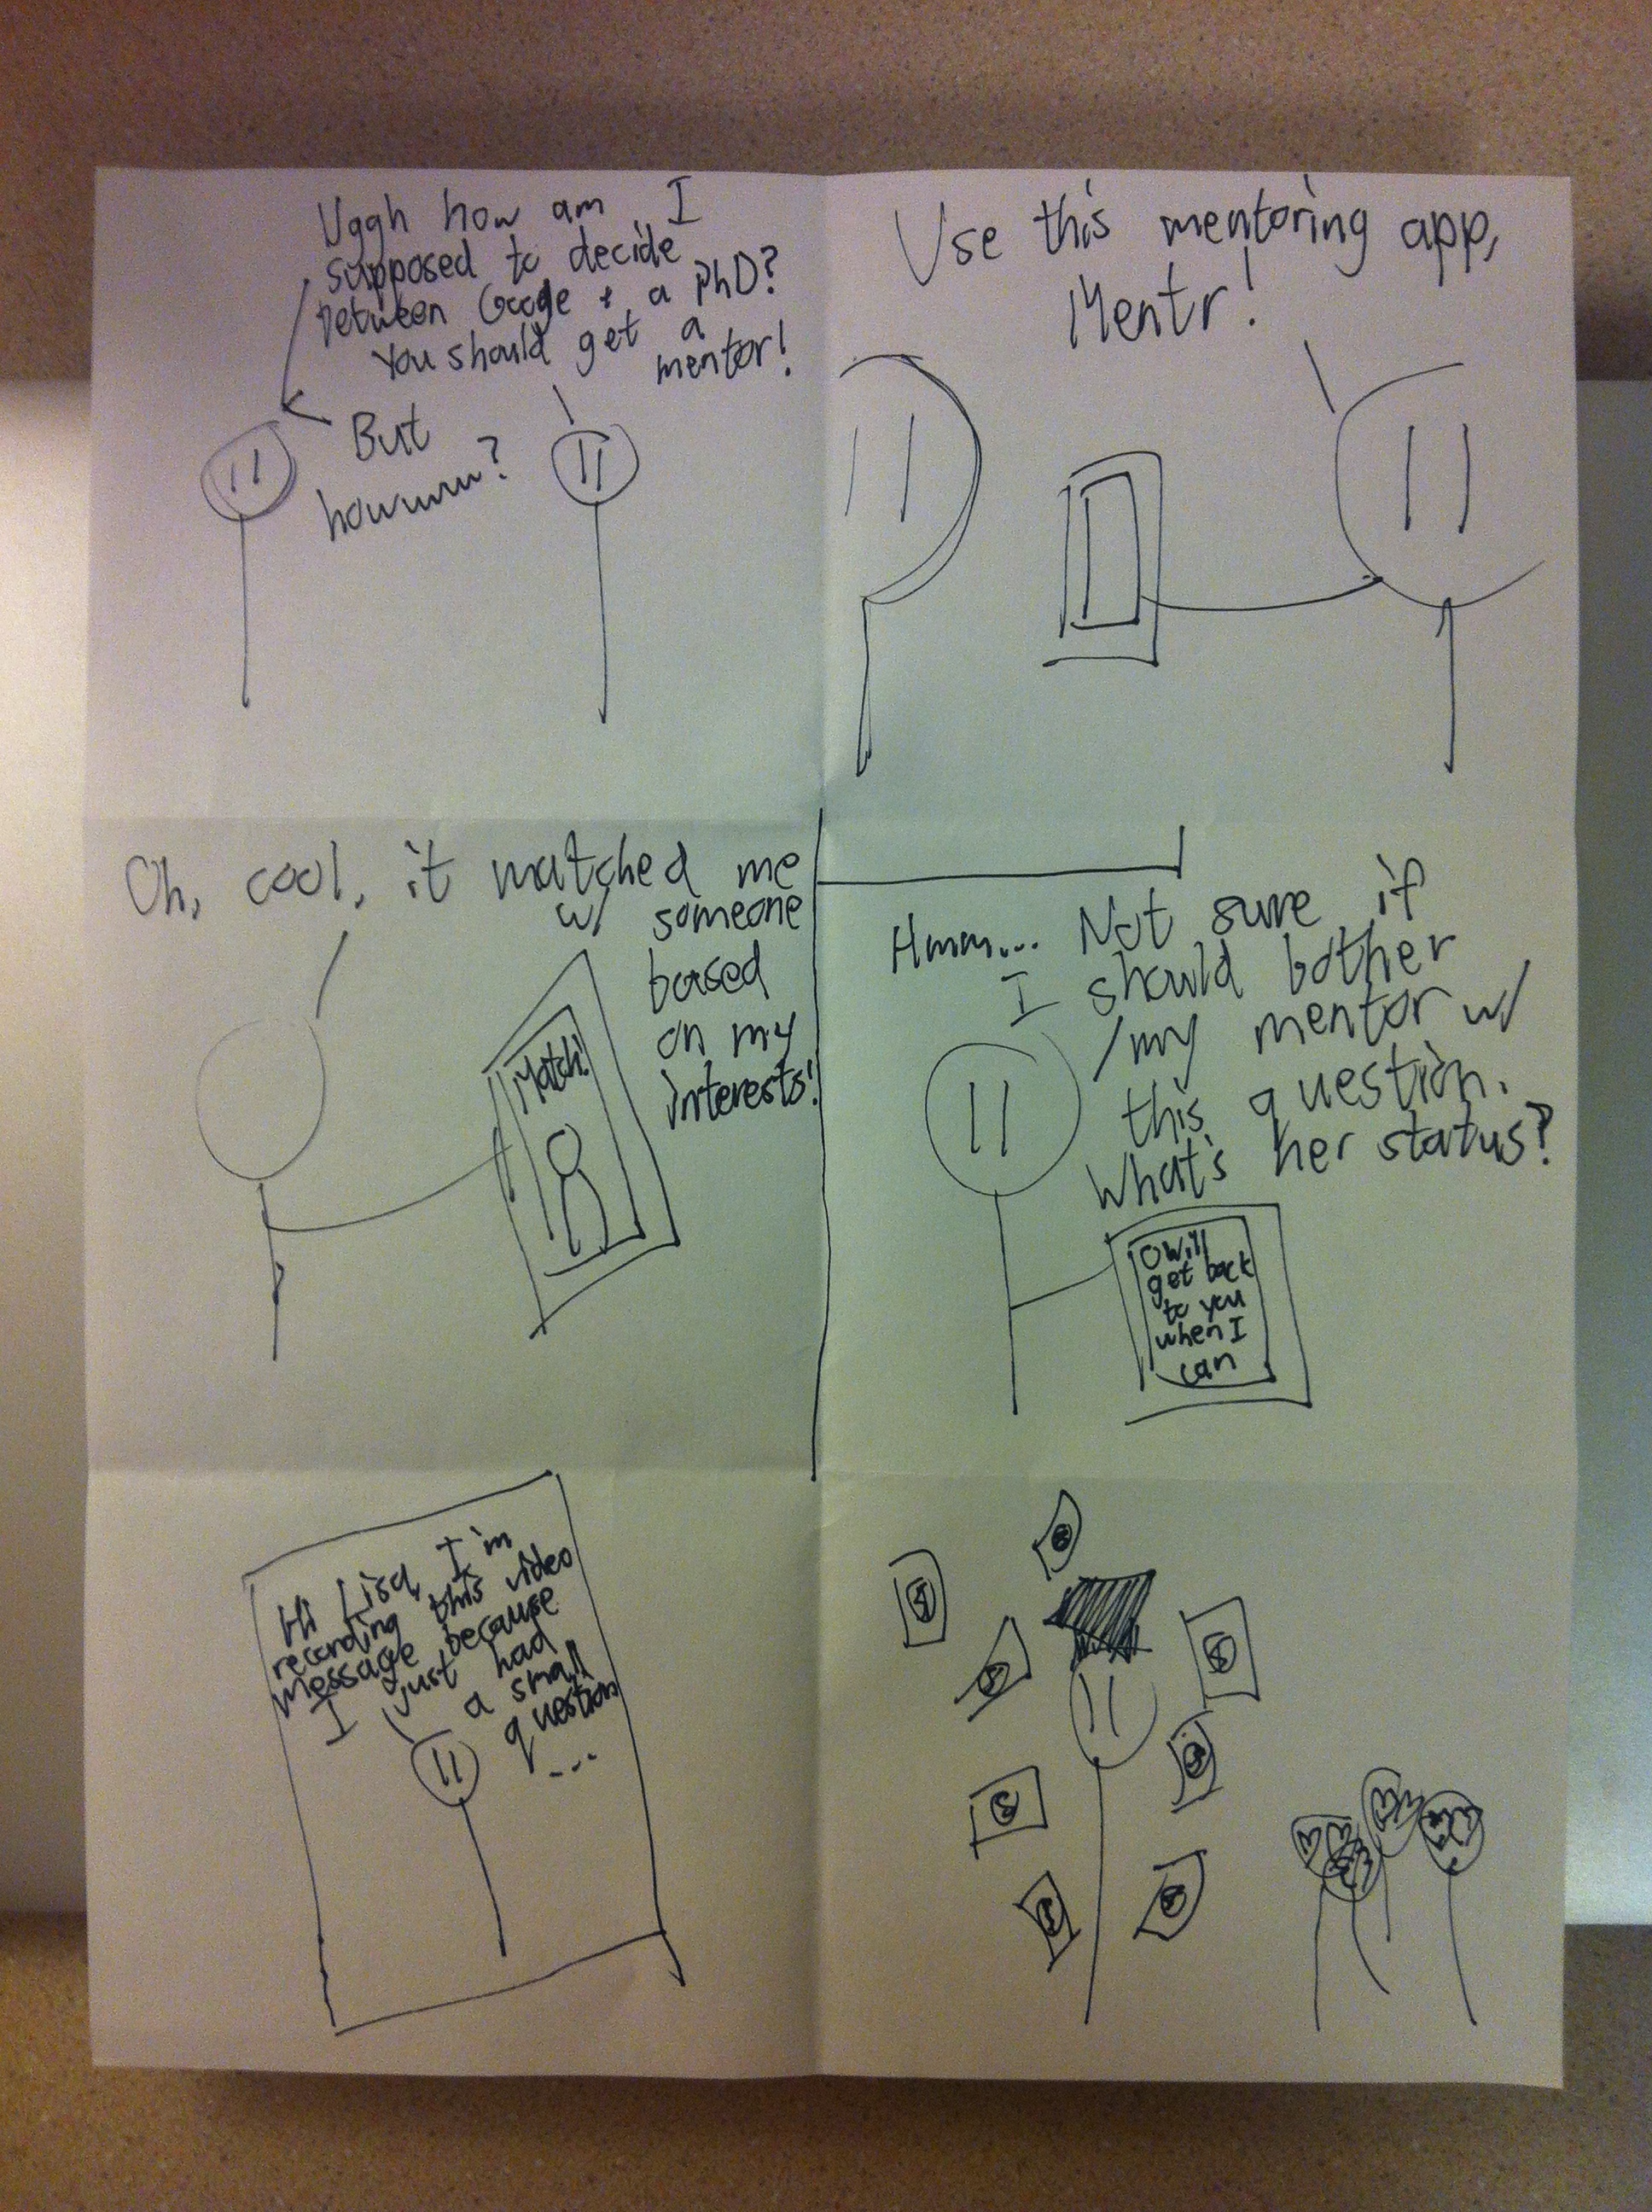 Uggh how am I
supposed to decide
between Google + a PhD?
You should get a
mentor!
But
howwww?
Use this mentoring app,
Mentr!
Oh, cool, it matched me
w/ someone
based
on my
interests!
Match!
Hmm... Not sure if
I should bother
my mentor w/
this question.
What's her status?
O Will
get back
to you
when I
can
Hi Lisa, I'm
recording this video
message because
I just had
a small
question
...
$
$
$
$
$
$
$
$